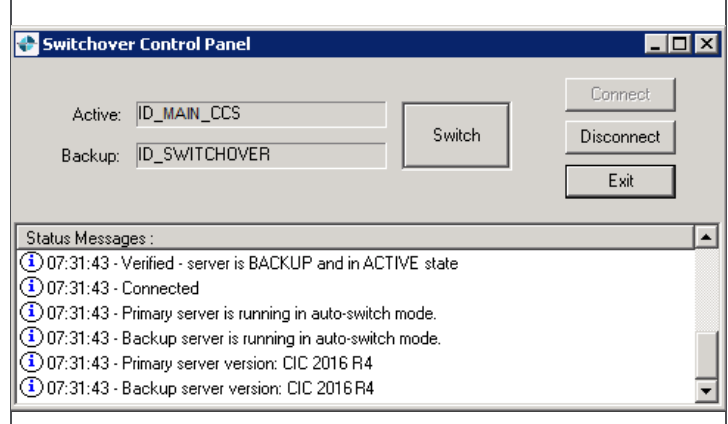 Switchover Control Panel
Active: ID_MAIN_CCS
Backup: ID_SWITCHOVER
Switch
Connect
Disconnect
Exit
Status Messages :
07:31:43 - Verified - server is BACKUP and in ACTIVE state
07:31:43 - Connected
07:31:43 - Primary server is running in auto-switch mode.
07:31:43 - Backup server is running in auto-switch mode.
07:31:43 - Primary server version: CIC 2016 R4
07:31:43 - Backup server version: CIC 2016 R4